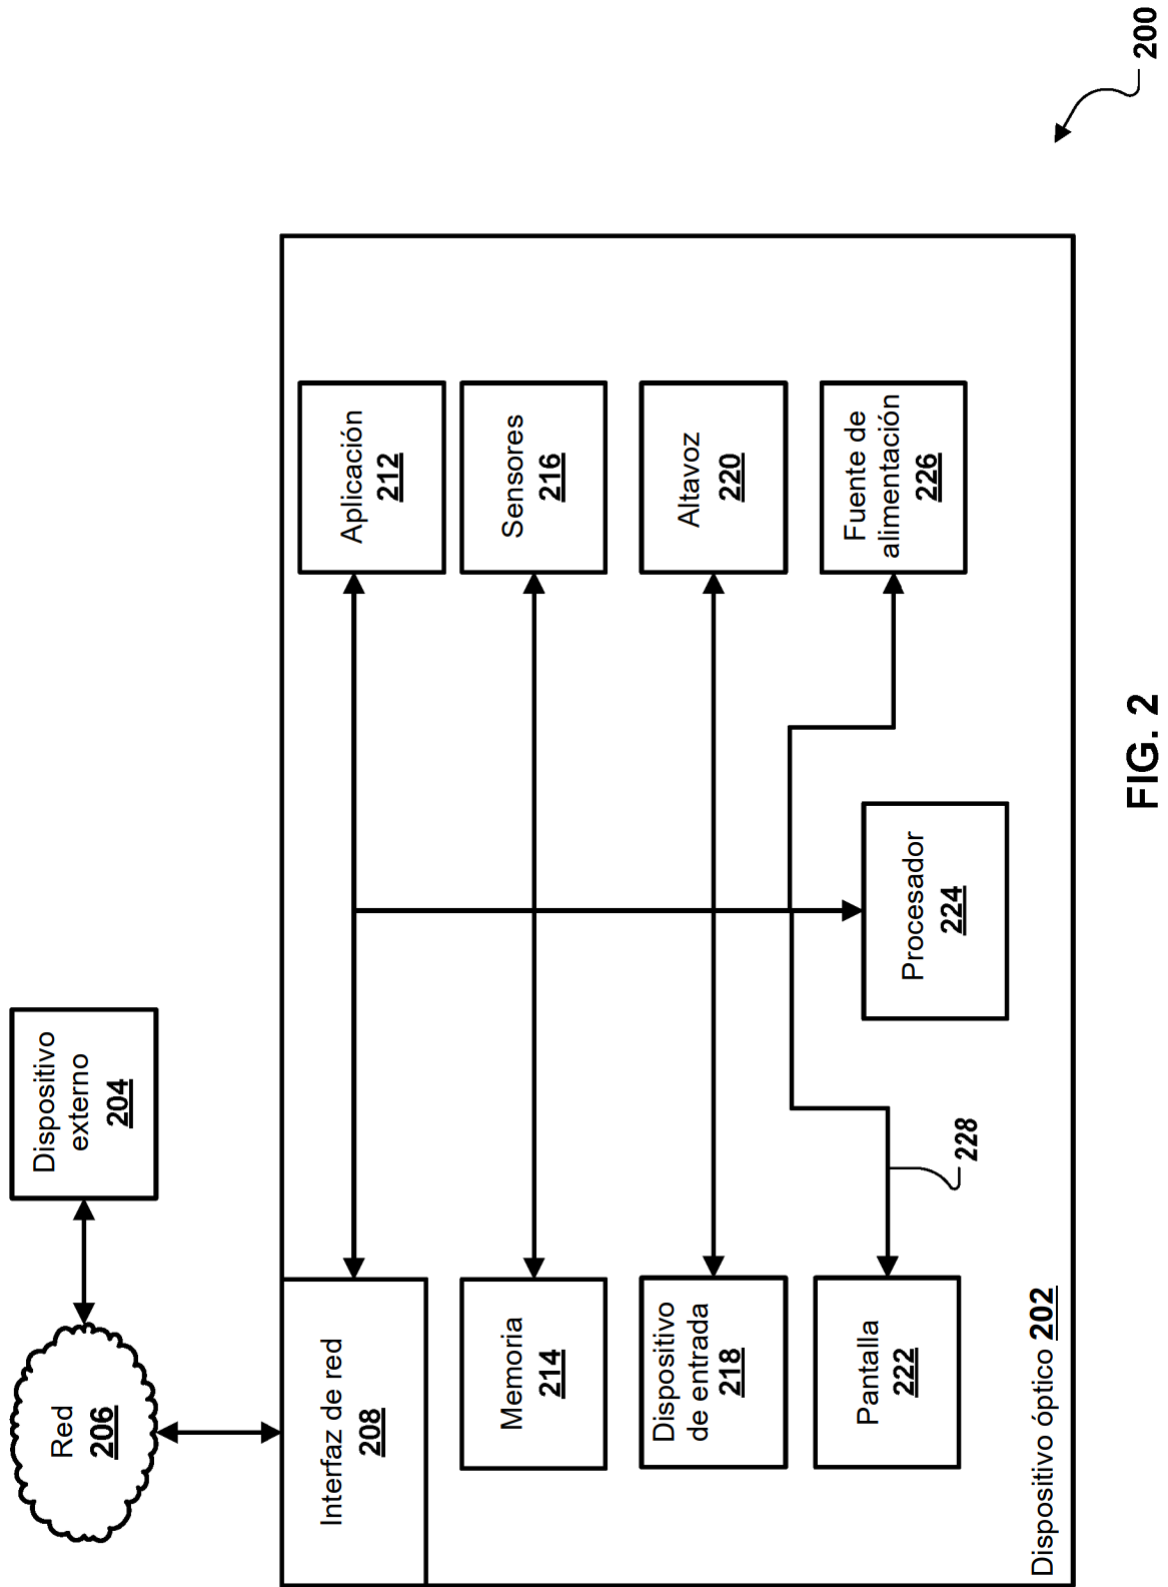 Red
206
Dispositivo
externo
204
Interfaz de red
208
Aplicación
212
Memoria
214
Sensores
216
Dispositivo
de entrada
218
Altavoz
220
Pantalla
222
Procesador
224
Fuente de
alimentación
226
228
Dispositivo óptico 202
200
FIG. 2